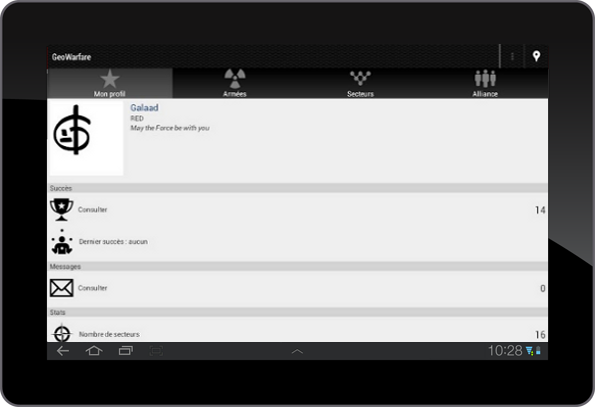 GeoWarfare
Mon profil
Armées
Secteurs
Alliance
Galaad
RED
May the Force be with you
Succès
Consulter
14
Dernier succès : aucun
Messages
Consulter
0
Stats
Nombre de secteurs
16
10:28